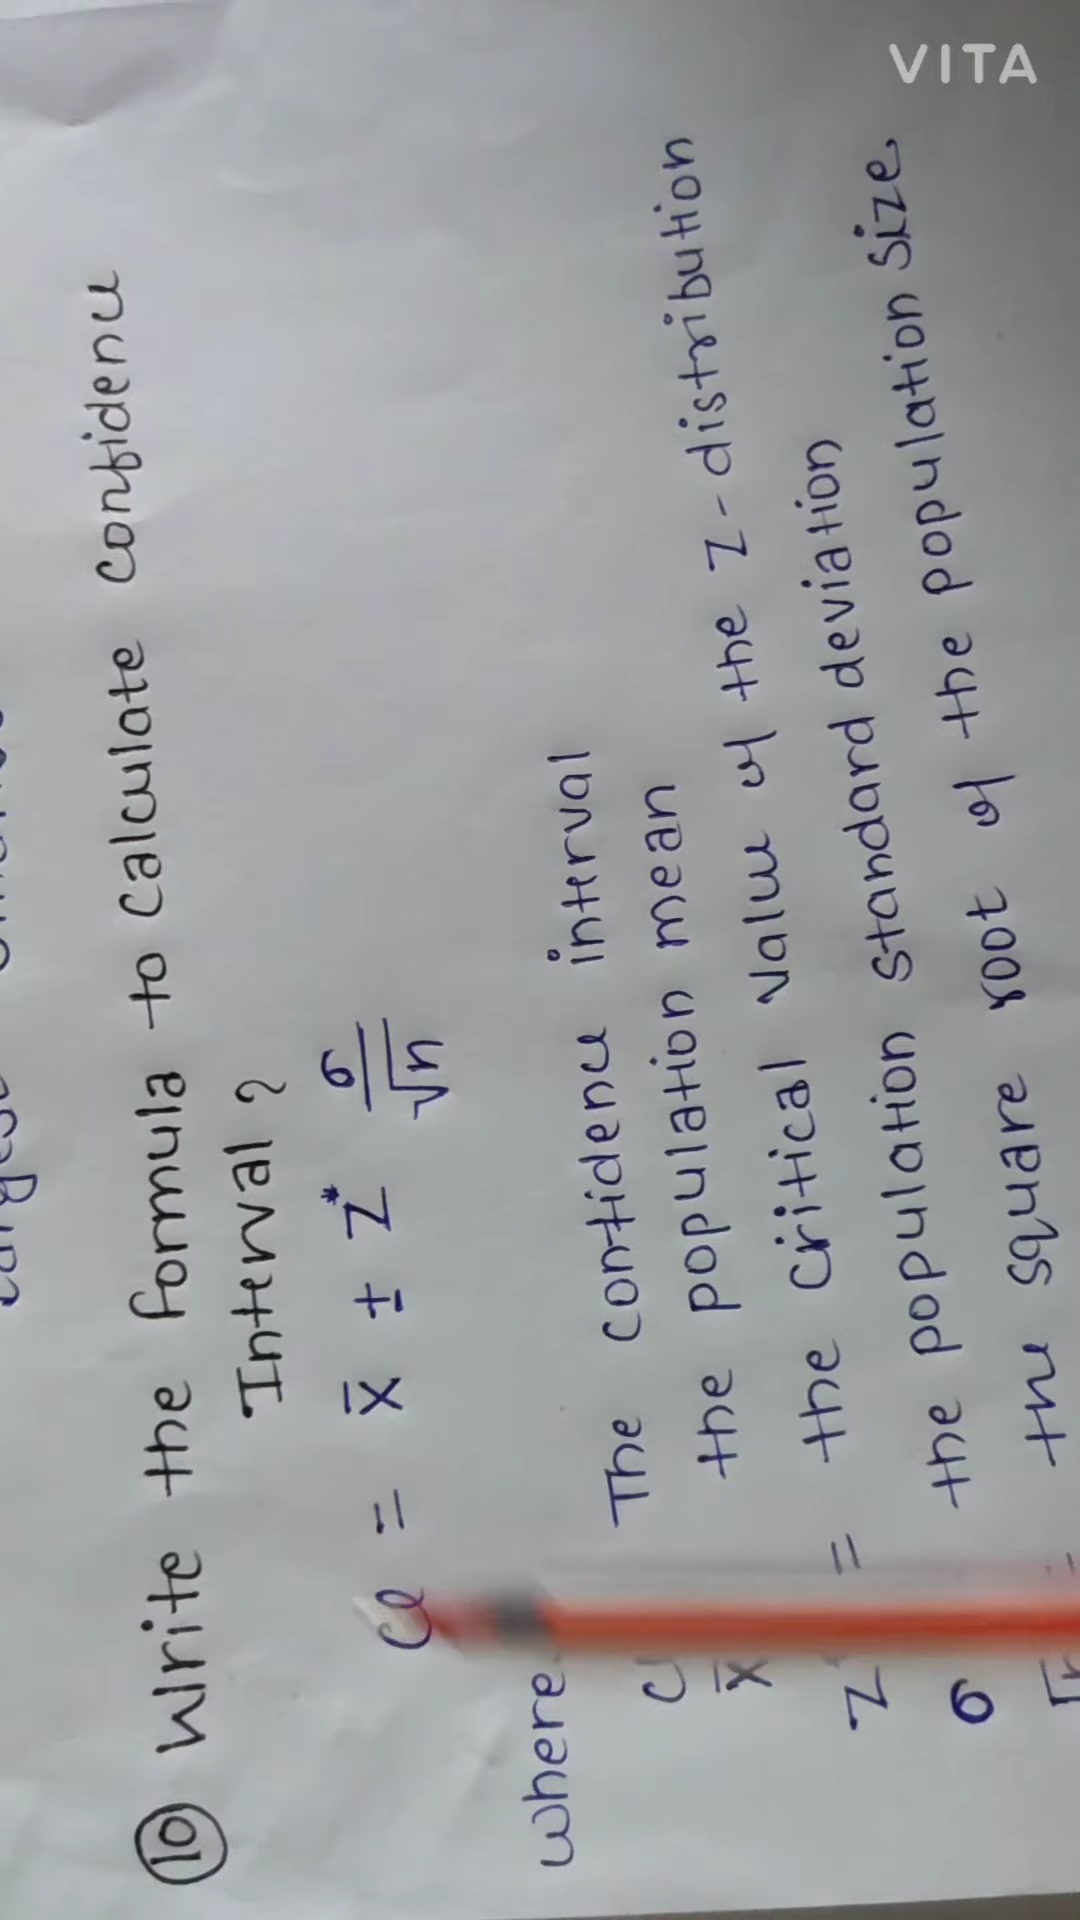 VITA
10 Write the formula to calculate confidence
Interval ?
= x̄ ± Z* σ/√n
where
The confidence interval
x̄ the population mean
Z = the critical value of the Z-distribution
σ the population standard deviation
the square root of the population size.